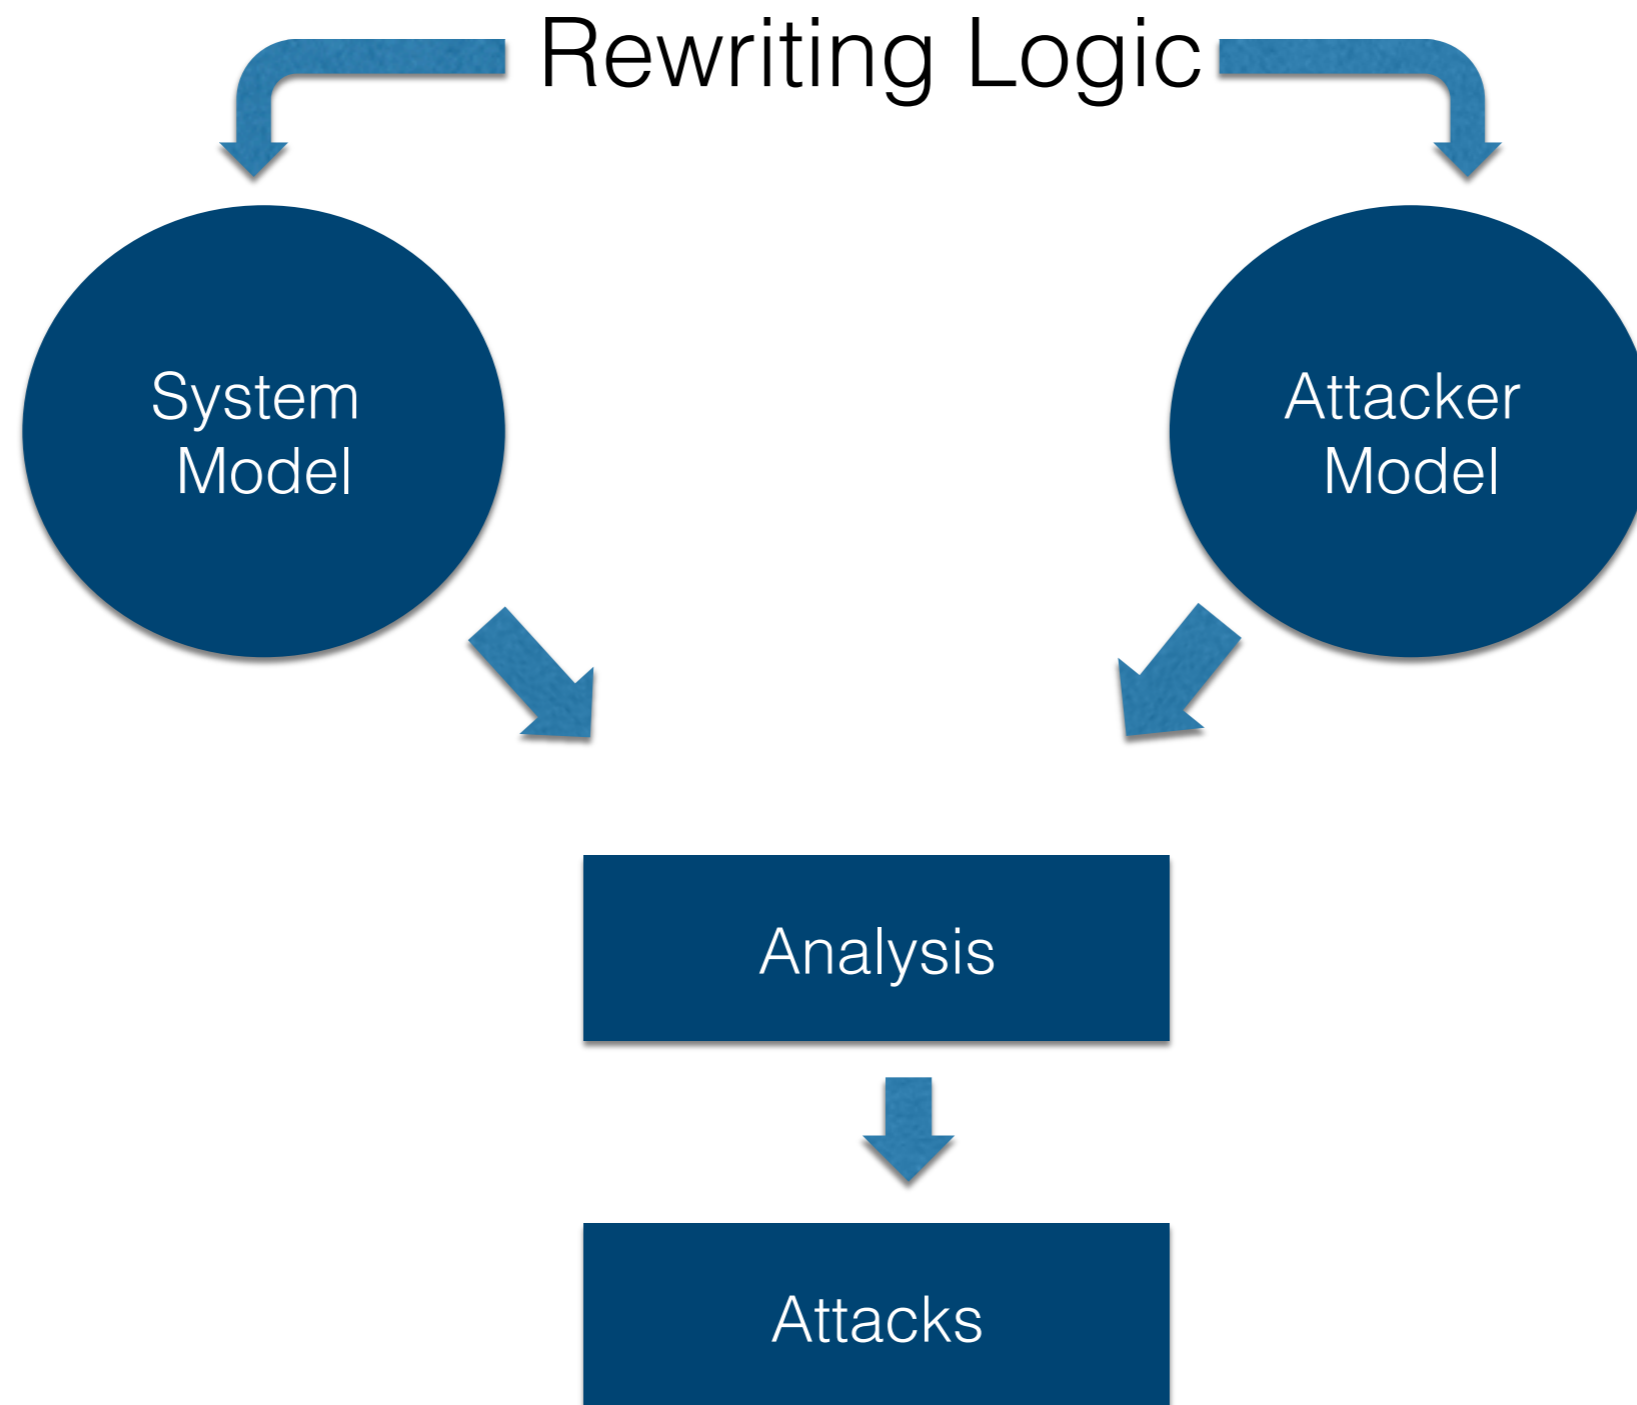 Rewriting Logic
System
Model
Attacker
Model
Analysis
Attacks